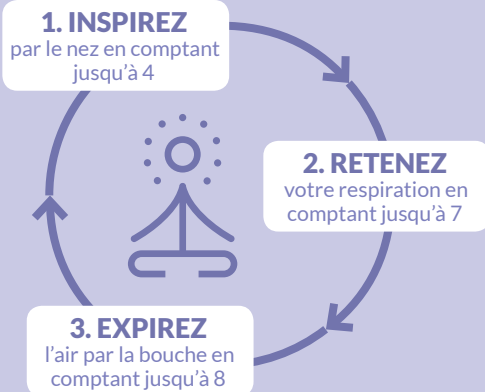 1. INSPIREZ
par le nez en comptant
jusqu'à 4
2. RETENEZ
votre respiration en
comptant jusqu'à 7
3. EXPIREZ
l'air par la bouche en
comptant jusqu'à 8